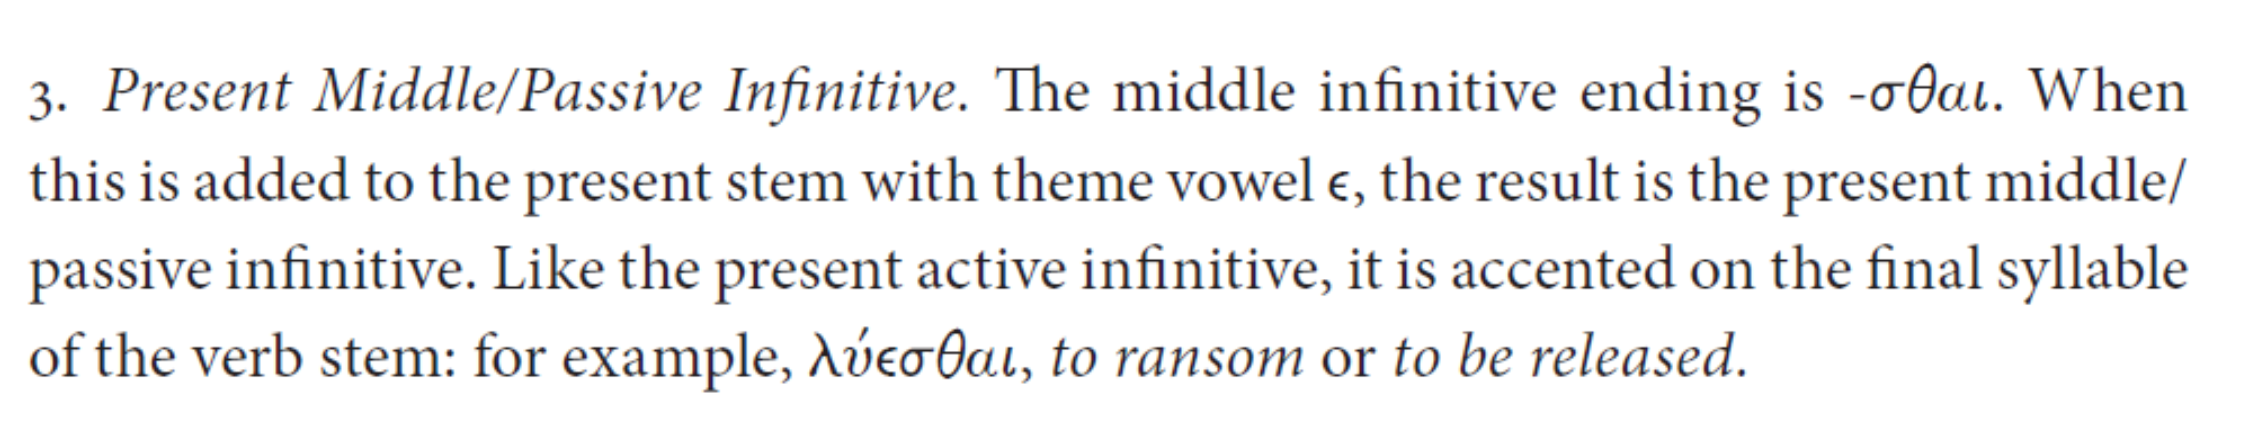 3. Present Middle/Passive Infinitive. The middle infinitive ending is -σθαι. When
this is added to the present stem with theme vowel ϵ, the result is the present middle/
passive infinitive. Like the present active infinitive, it is accented on the final syllable
of the verb stem: for example, λύϵσθαι, to ransom or to be released.